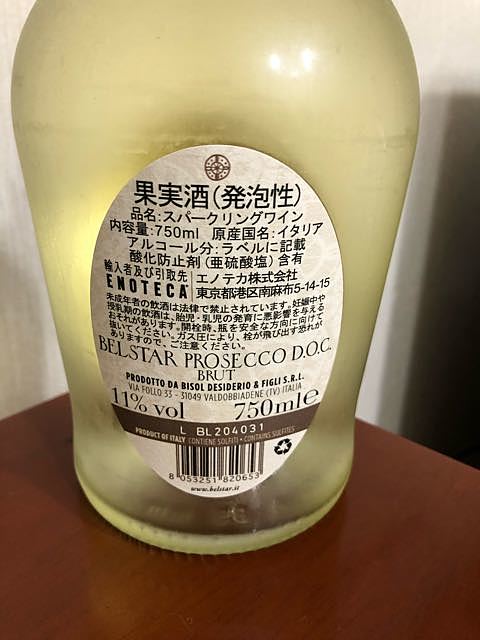 果実酒(発泡性)
品名:スパークリングワイン
内容量:750ml 原産国名:イタリア
アルコール分:ラベルに記載
酸化防止剤(亜硫酸塩)含有
輸入者及び引取先 エノテカ株式会社
ENOTECA 東京都港区南麻布5-14-15
未成年者の飲酒は法律で禁止されています。妊娠中や
授乳期の飲酒は、胎児・乳児の発育に悪影響を与える
おそれがあります。開栓時、瓶を安全な方向に向けて
抜いてください。ガス圧により、栓が飛び出す恐れが
ありますので、ご注意ください。
BELSTAR PROSECCO D.O.C.
BRUT
PRODOTTO DA BISOL DESIDERIO & FIGLI S.R.L.
VIA FOLLO 33 - 31049 VALDOBBIADENE (TV) ITALIA
11% vol 750ml e
L BL204031
PRODUCT OF ITALY CONTIENE SOLFITI • CONTAINS SULFITES
8 053251 820653
www.belstar.it